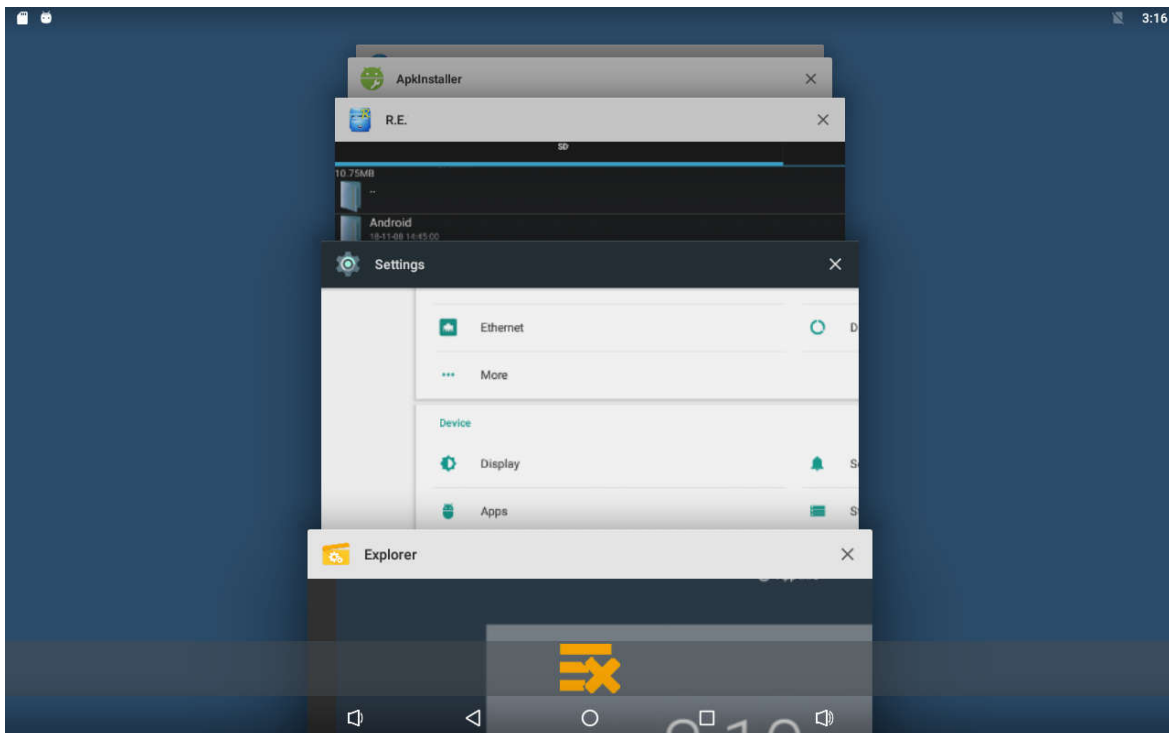 3:16
ApkInstaller
R.E.
SD
10.75MB
..
Android
18-11-08 14:45:00
Settings
Ethernet
D
More
Device
Display
S
Apps
S
Explorer